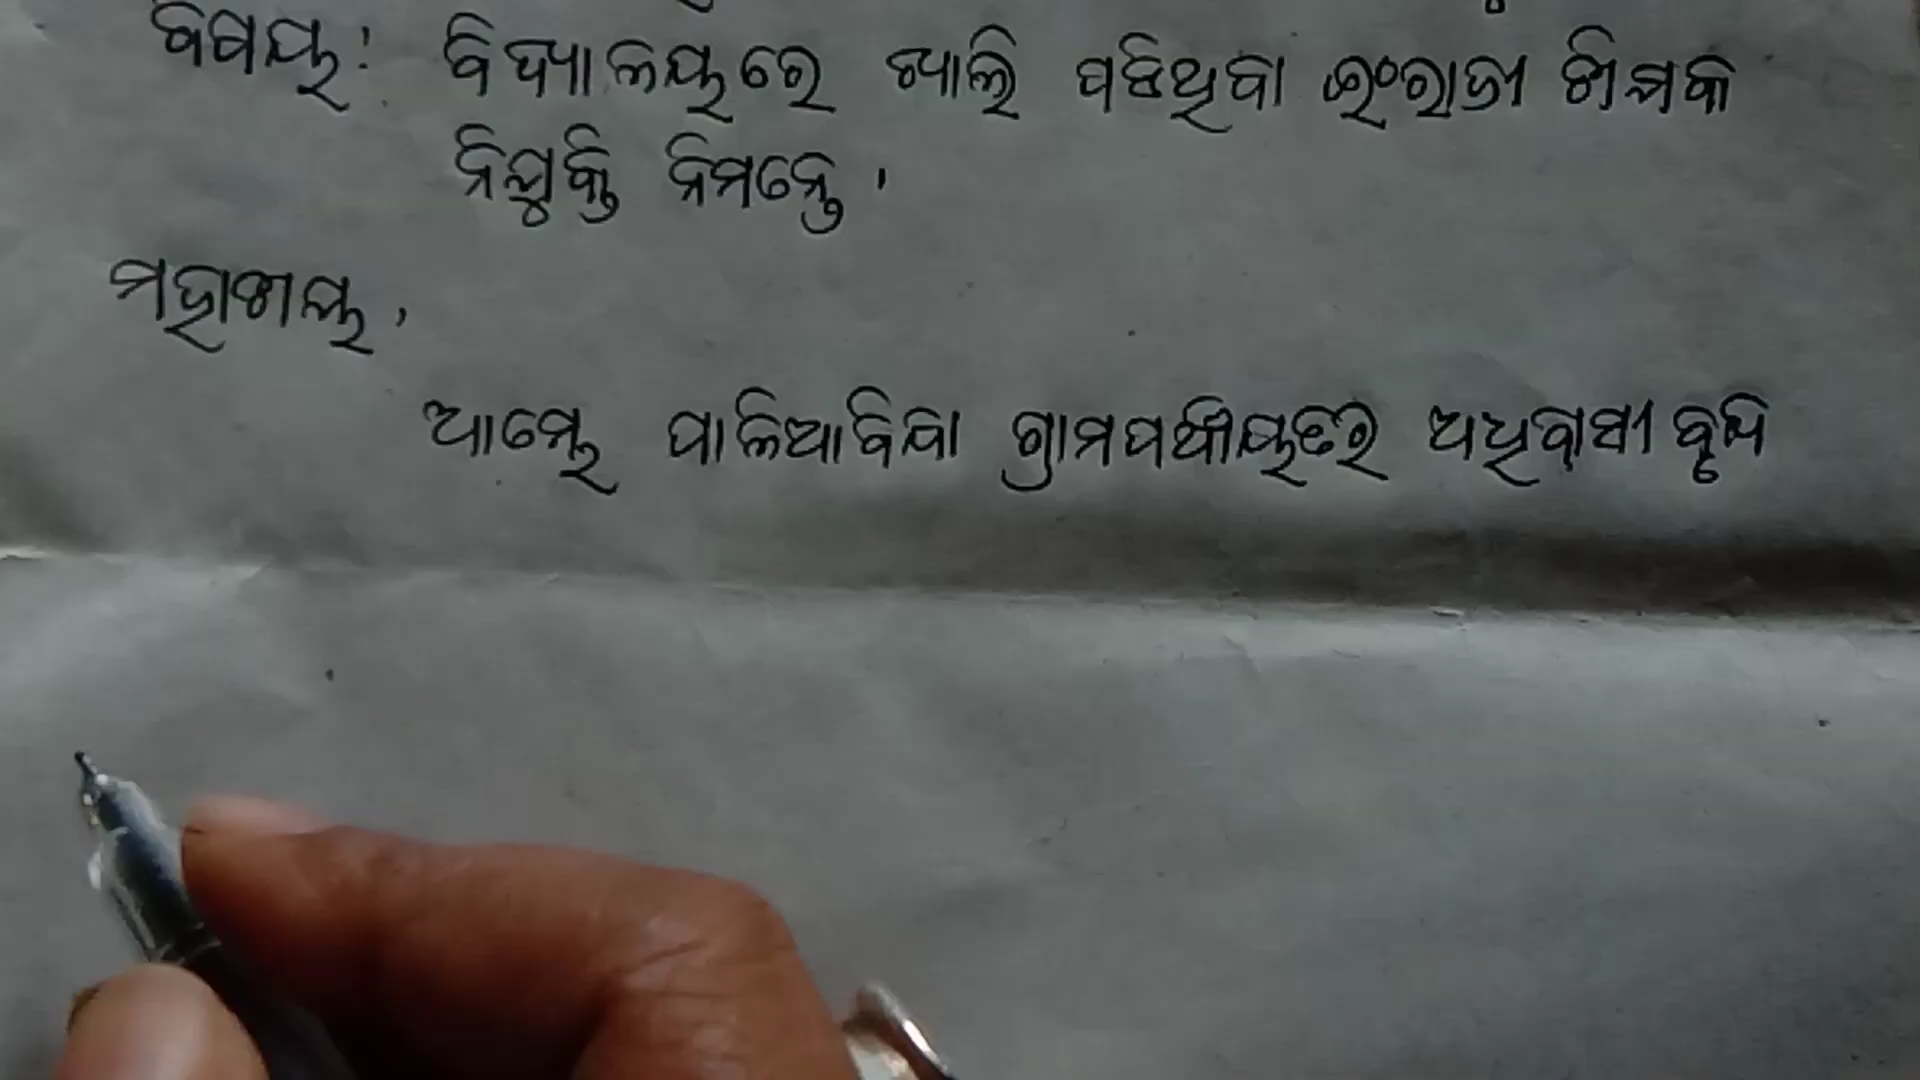 ବିଷୟ: ବିଦ୍ୟାଳୟରେ ଖାଲି ପଡିଥିବା ଇଂରାଜୀ ଶିକ୍ଷକ
ନିଯୁକ୍ତି ନିମନ୍ତେ ,
ମହାଶୟ ,
ଆମ୍ଭେ ପାଳିଆବିନ୍ଧା ଗ୍ରାମପଞ୍ଚାୟତର ଅଧିବାସୀ ବୃନ୍ଦ